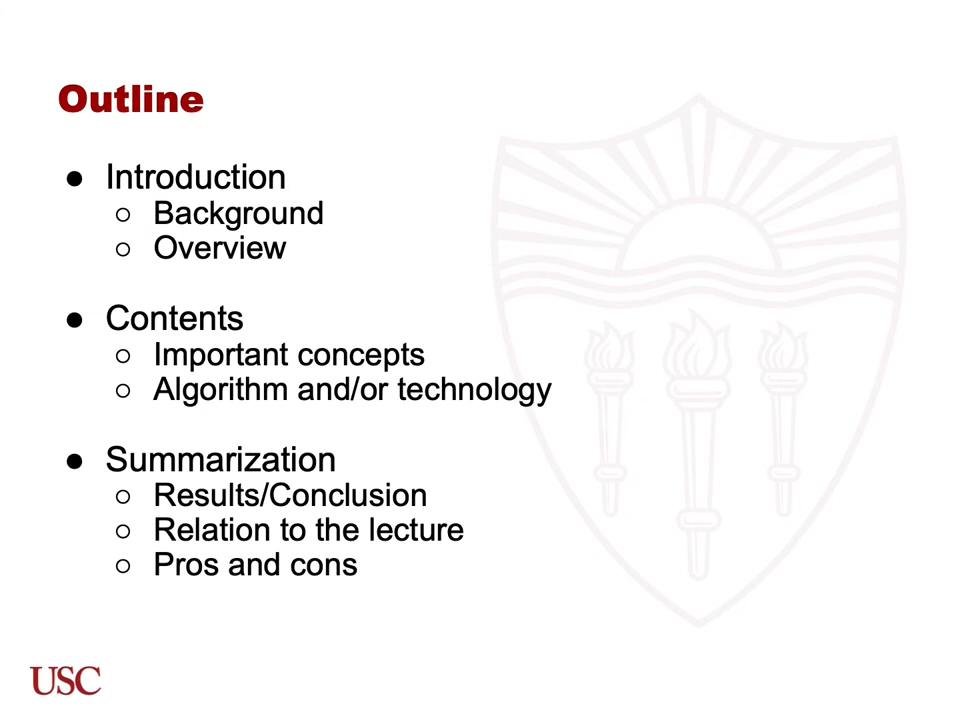 Outline
● Introduction
○ Background
○ Overview
● Contents
○ Important concepts
○ Algorithm and/or technology
● Summarization
○ Results/Conclusion
○ Relation to the lecture
○ Pros and cons
USC